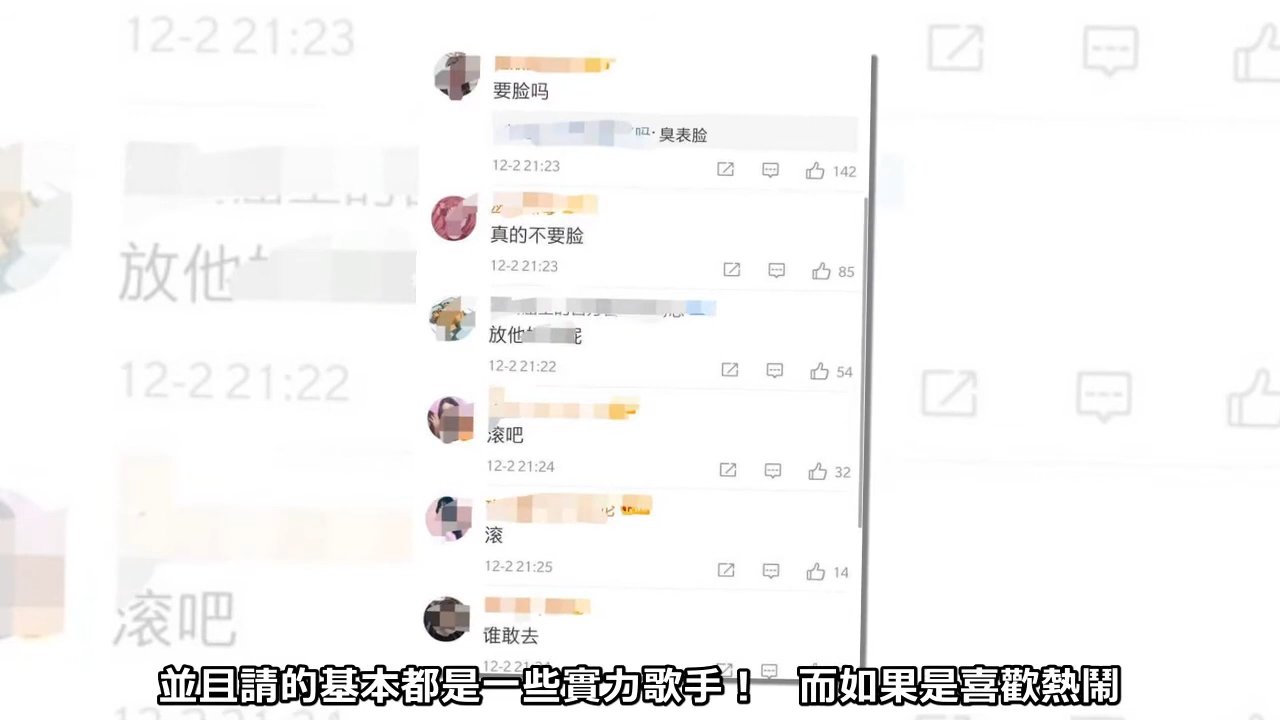 12-2 21:23
要脸吗
吗·臭表脸
12-2 21:23
142
真的不要脸
12-2 21:23
85
放他
12-2 21:22
54
滚吧
12-2 21:24
32
滚
12-2 21:25
14
谁敢去
放他
12-2 21:22
滚吧
並且請的基本都是一些實力歌手！ 而如果是喜歡熱鬧